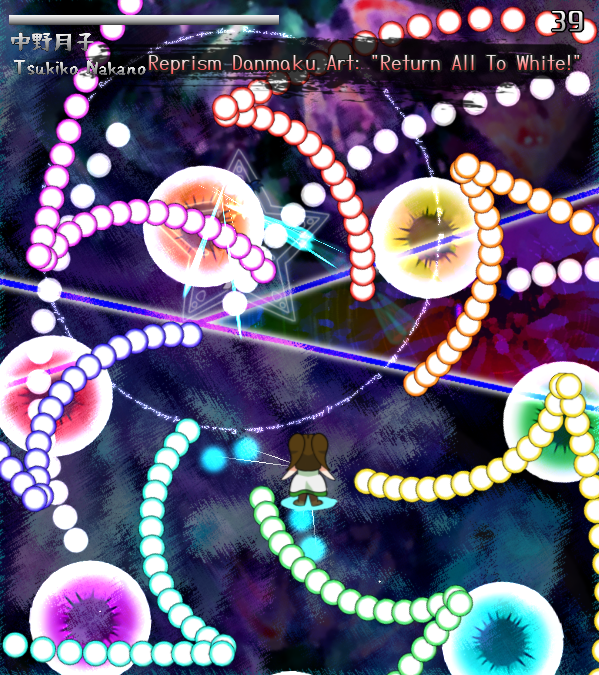 39
中野月子
Tsukiko Nakano
Reprism Danmaku Art: "Return All To White!"